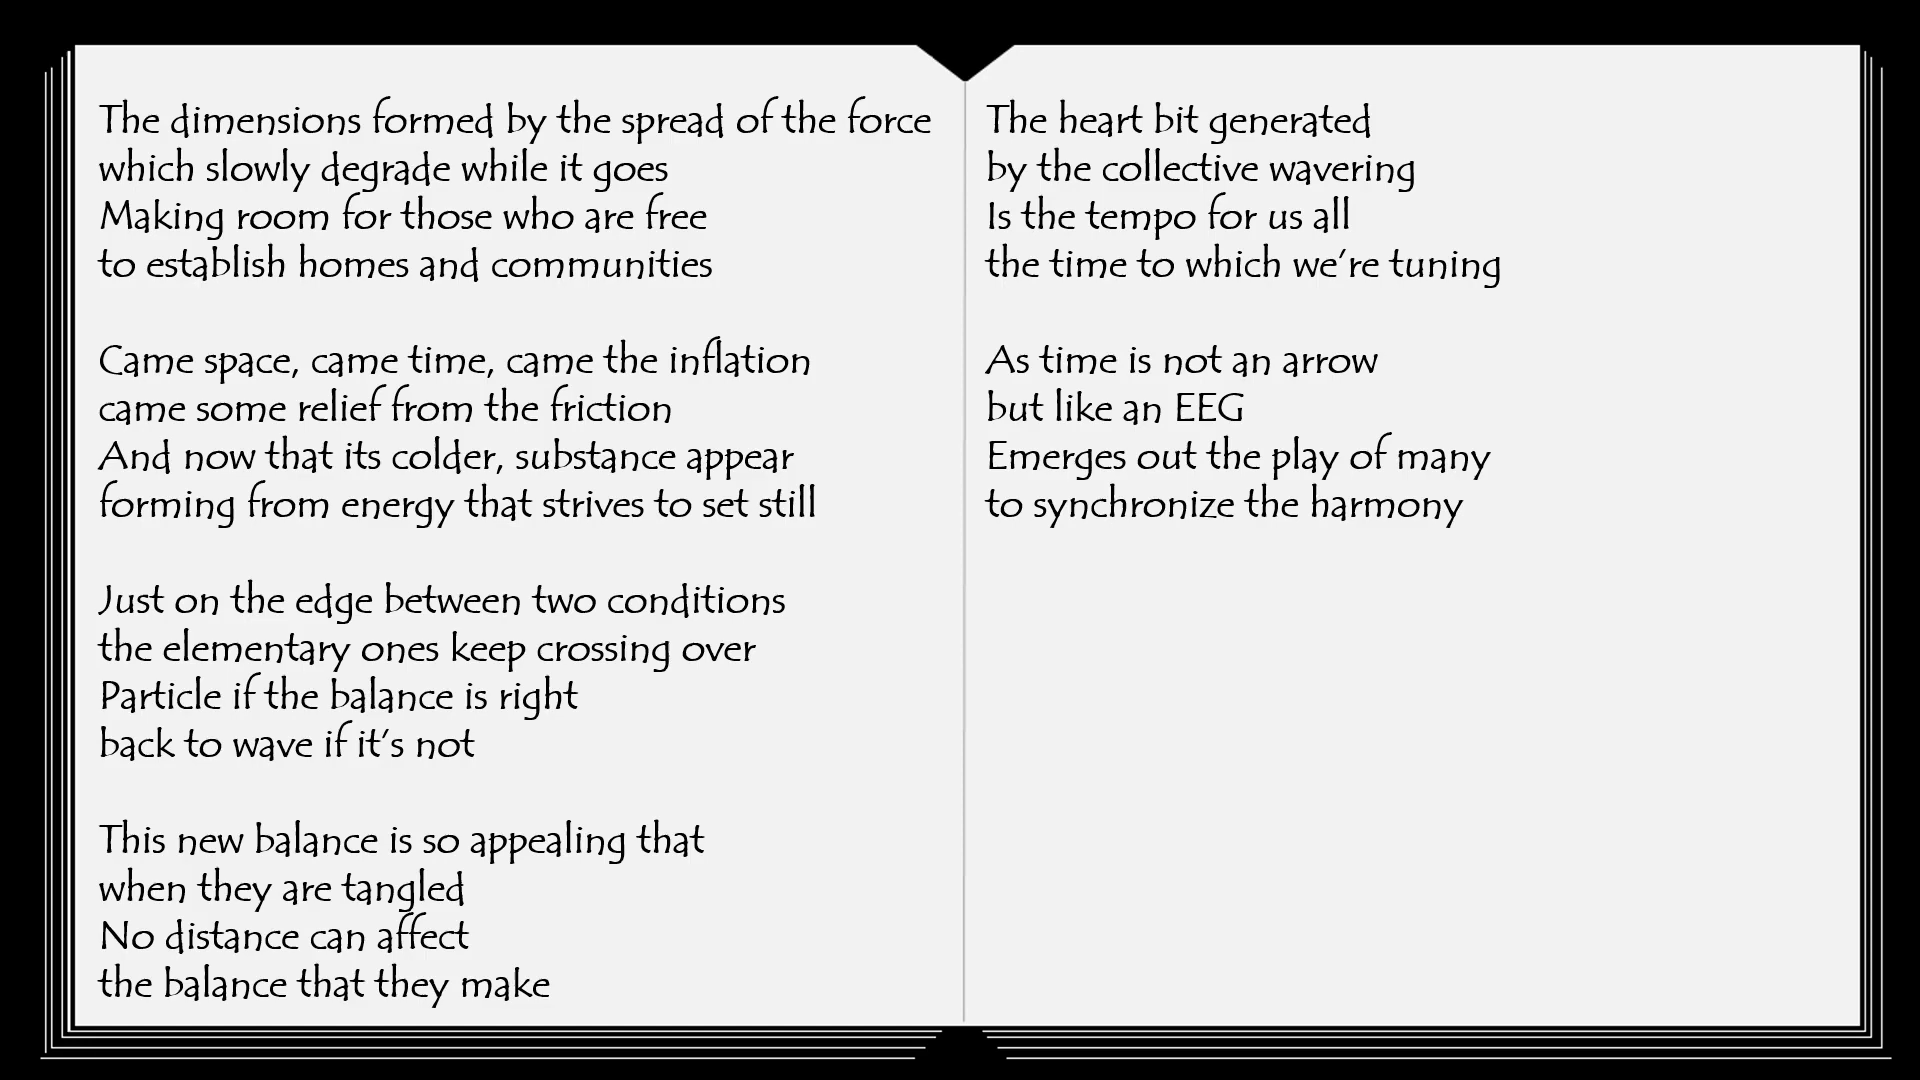 The dimensions formed by the spread of the force
which slowly degrade while it goes
Making room for those who are free
to establish homes and communities
Came space, came time, came the inflation
came some relief from the friction
And now that its colder, substance appear
forming from energy that strives to set still
Just on the edge between two conditions
the elementary ones keep crossing over
Particle if the balance is right
back to wave if it’s not
This new balance is so appealing that
when they are tangled
No distance can affect
the balance that they make
The heart bit generated
by the collective wavering
Is the tempo for us all
the time to which we’re tuning
As time is not an arrow
but like an EEG
Emerges out the play of many
to synchronize the harmony